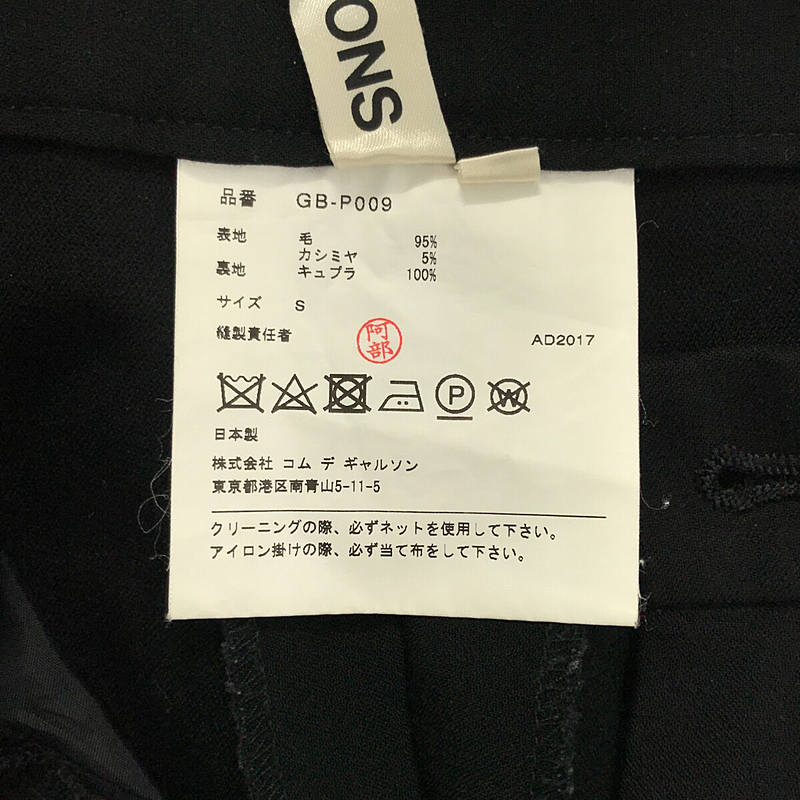 ONS
品番 GB-P009
表地 毛 95%
カシミヤ 5%
裏地 キュプラ 100%
サイズ S
縫製責任者 阿部 AD2017
P W
日本製
株式会社 コム デ ギャルソン
東京都港区南青山5-11-5
クリーニングの際、必ずネットを使用して下さい。
アイロン掛けの際、必ず当て布をして下さい。